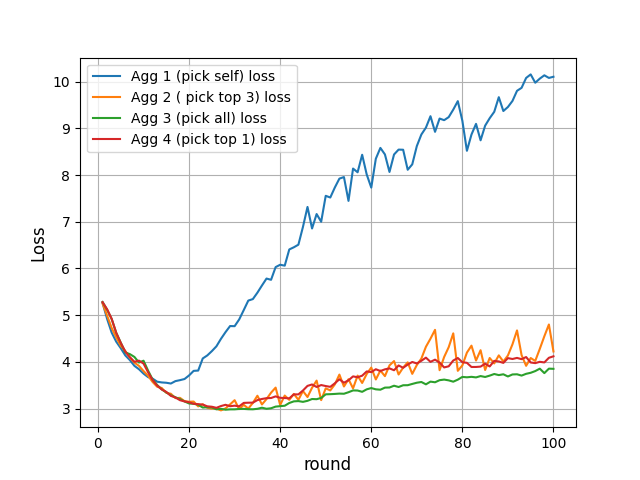 Agg 1 (pick self) loss
Agg 2 ( pick top 3) loss
Agg 3 (pick all) loss
Agg 4 (pick top 1) loss
Loss
10
9
8
7
6
5
4
3
0 20 40 60 80 100
round